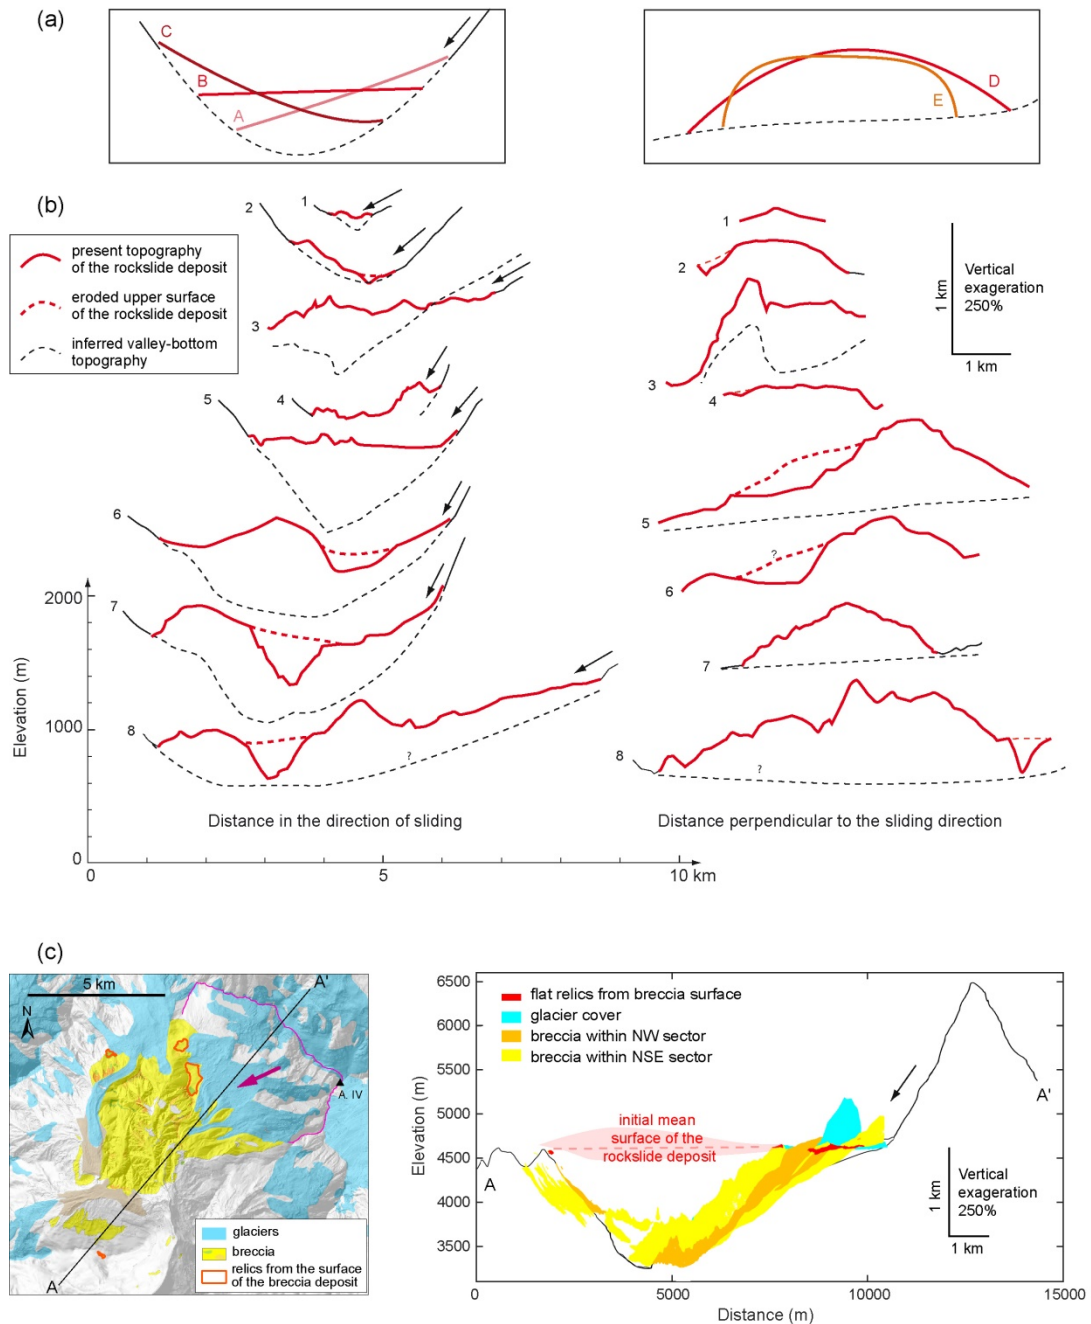 (a)
C
B
A
D
E
(b)
present topography
of the rockslide deposit
eroded upper surface
of the rockslide deposit
inferred valley-bottom
topography
1
2
3
4
5
6
7
8
?
1
2
3
4
5
6
?
7
8
?
1 km
Vertical
exageration
250%
1 km
Elevation (m)
2000
1000
0
Distance in the direction of sliding
Distance perpendicular to the sliding direction
0
5
10 km
(c)
5 km
N
A'
A. IV
A
glaciers
breccia
relics from the surface
of the breccia deposit
Elevation (m)
6500
6000
5500
5000
4500
4000
3500
flat relics from breccia surface
glacier cover
breccia within NW sector
breccia within NSE sector
initial mean
surface of the
rockslide deposit
A
A'
1 km
Vertical
exageration
250%
1 km
0
5000
10000
15000
Distance (m)